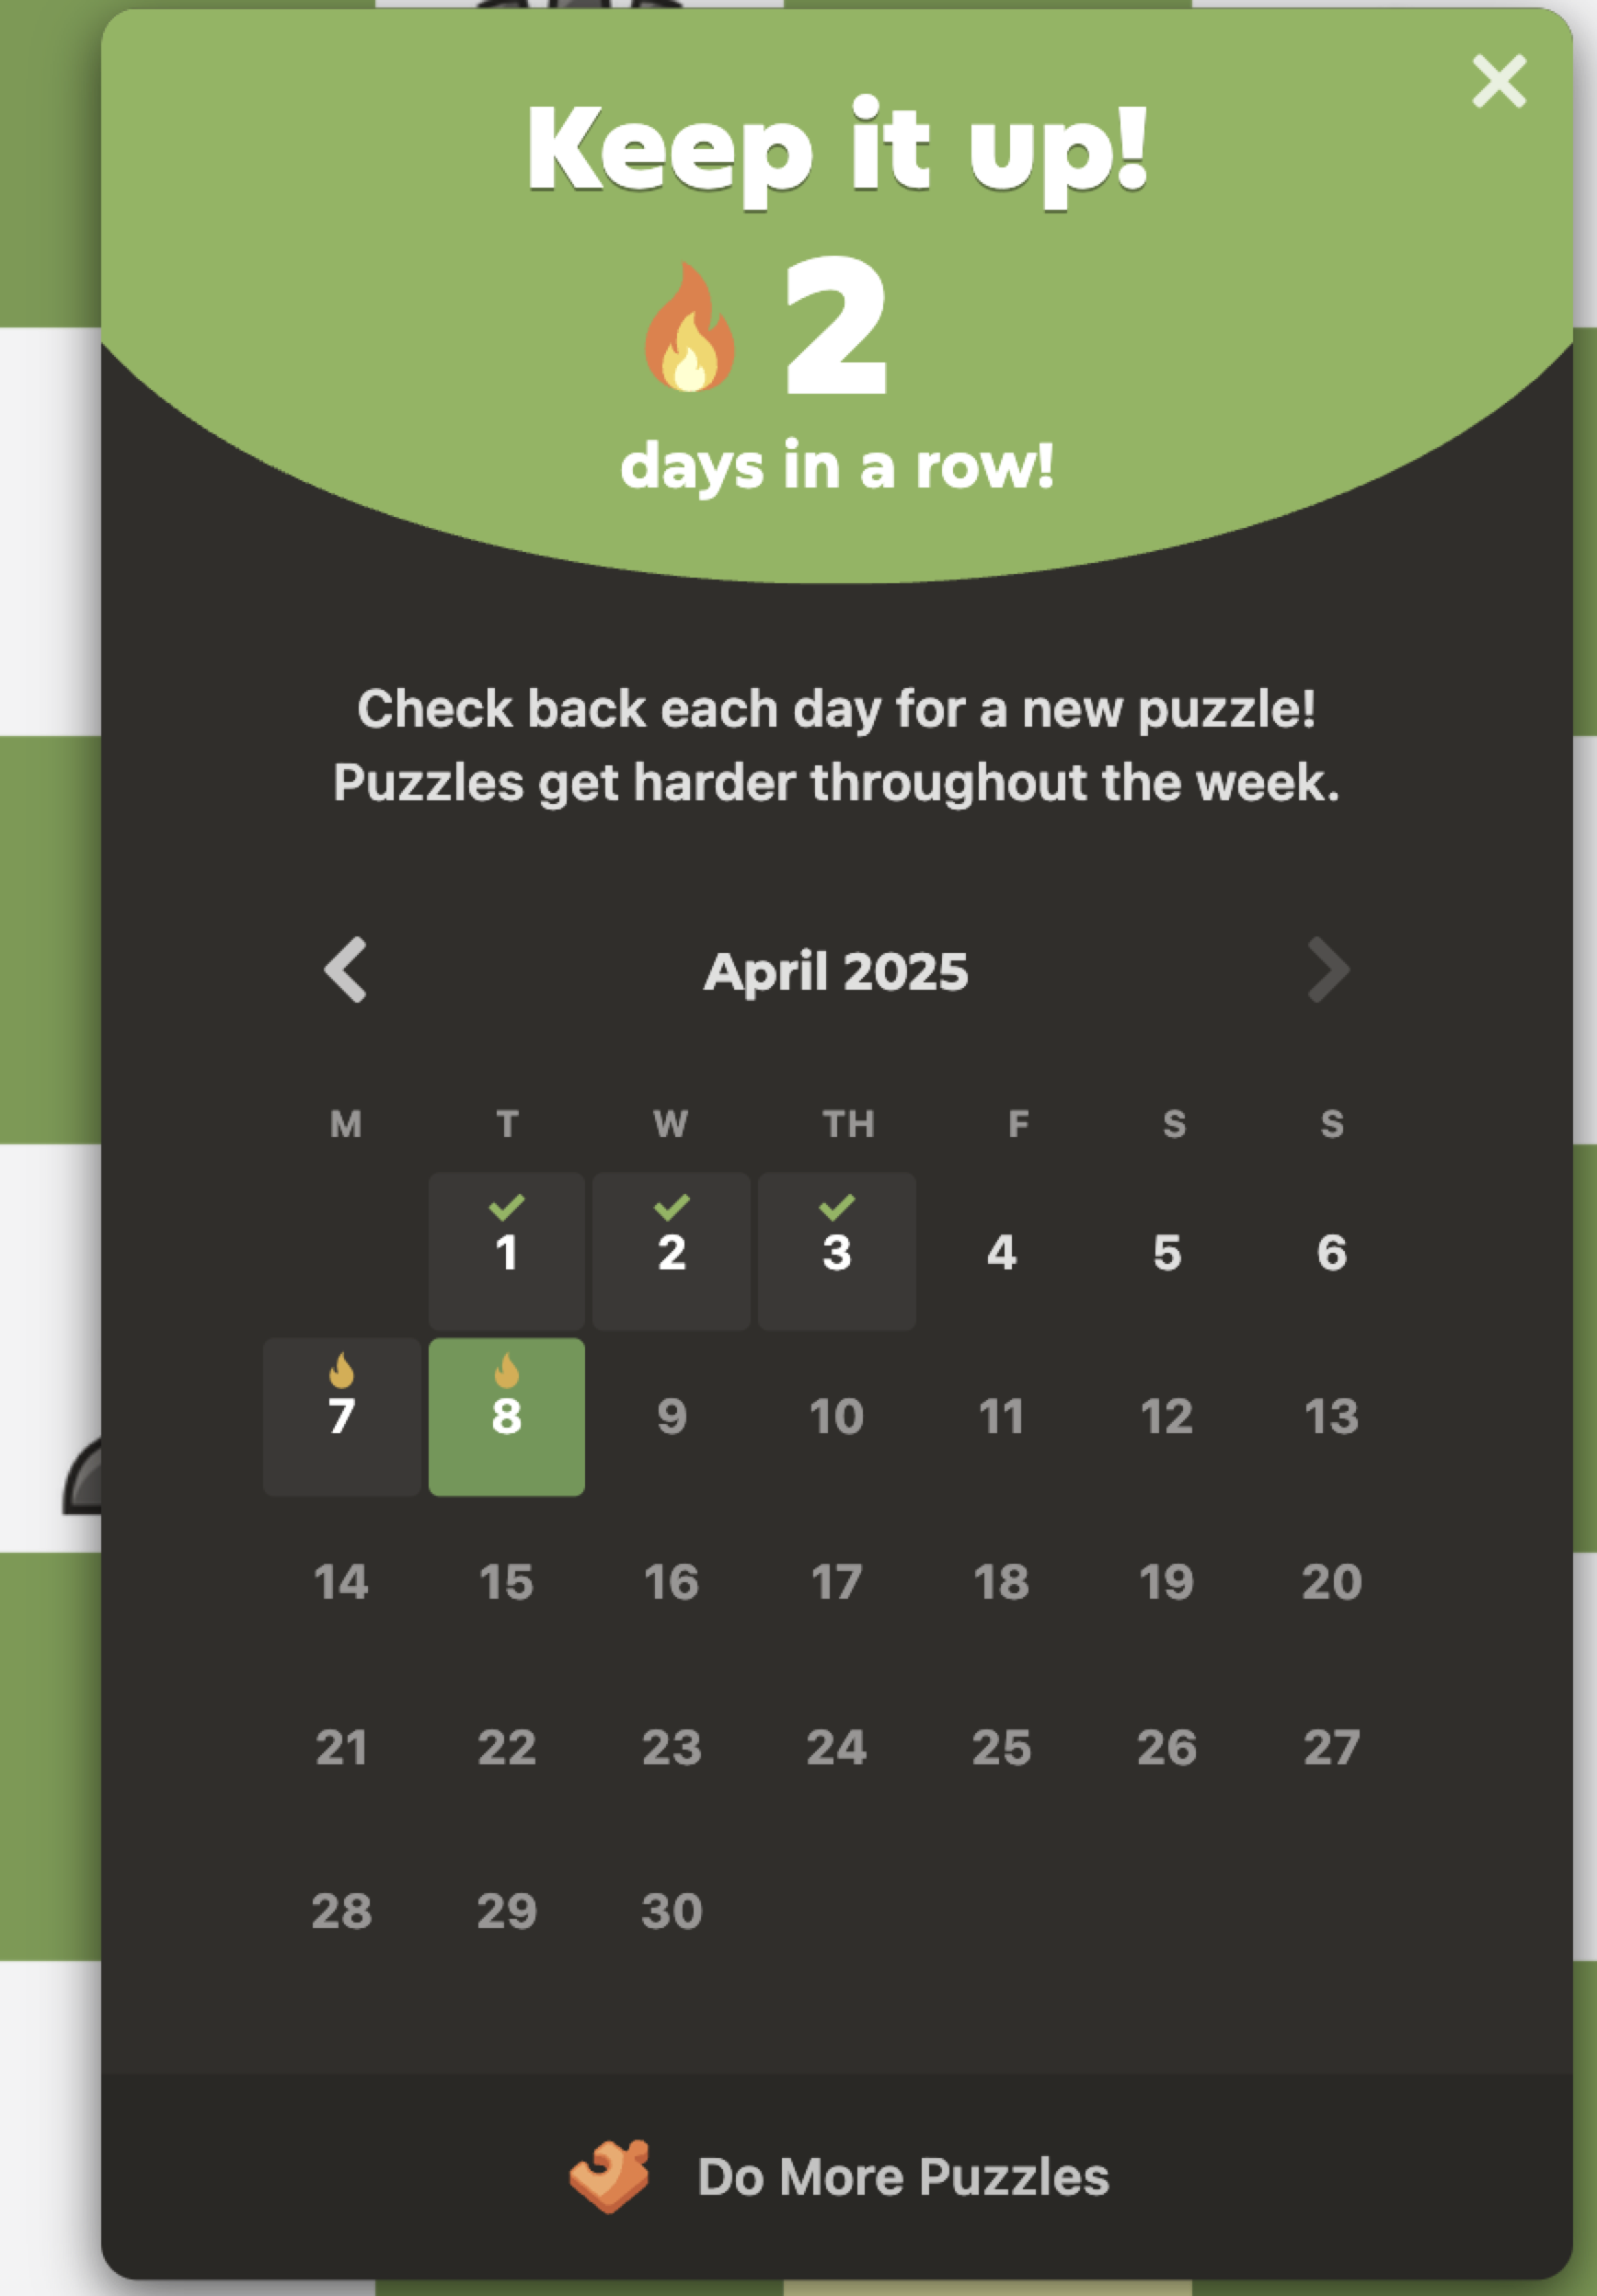 Keep it up!
2
days in a row!
Check back each day for a new puzzle!
Puzzles get harder throughout the week.
April 2025
M T W TH F S S
1 2 3 4 5 6
7 8 9 10 11 12 13
14 15 16 17 18 19 20
21 22 23 24 25 26 27
28 29 30
Do More Puzzles